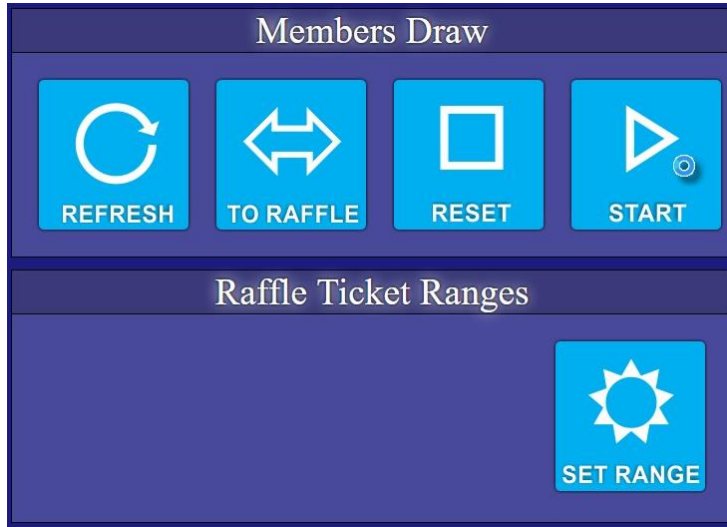 Members Draw
REFRESH
TO RAFFLE
RESET
START
Raffle Ticket Ranges
SET RANGE